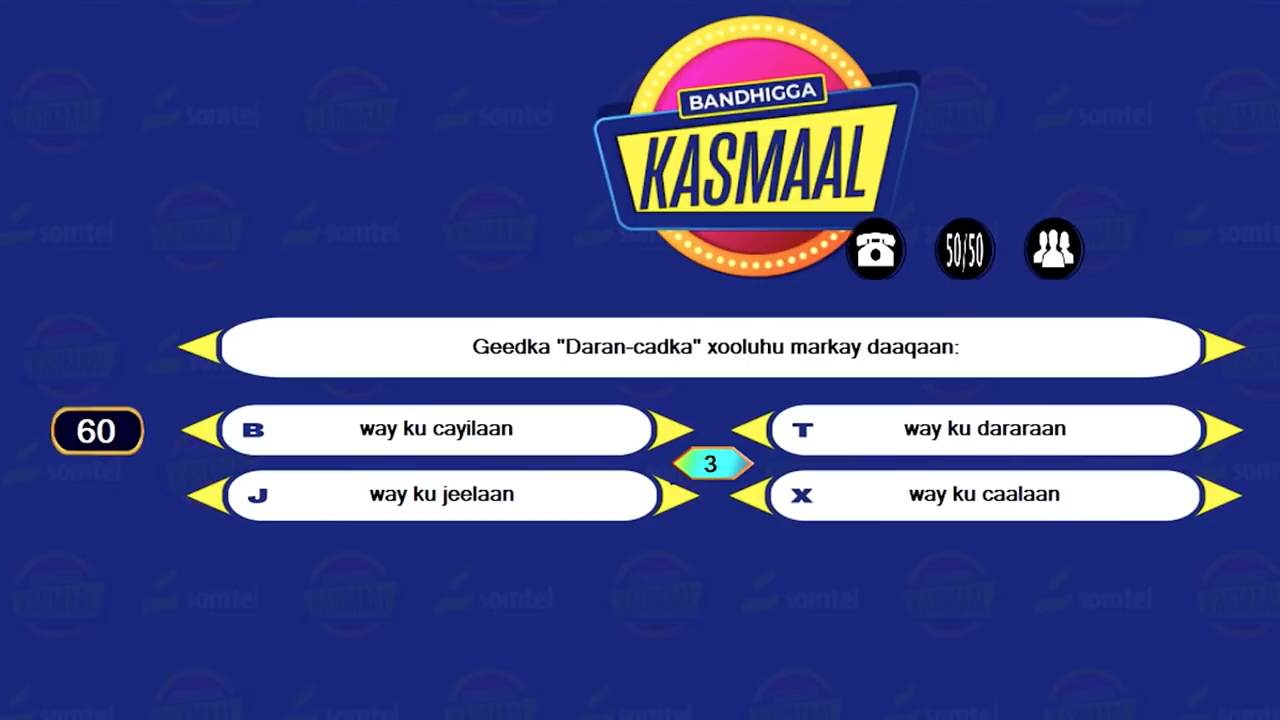 BANDHIGGA
KASMAAL
50/50
Geedka "Daran-cadka" xooluhu markay daaqaan:
60
B way ku cayilaan
T way ku dararaan
3
J way ku jeelaan
X way ku caalaan
somtel